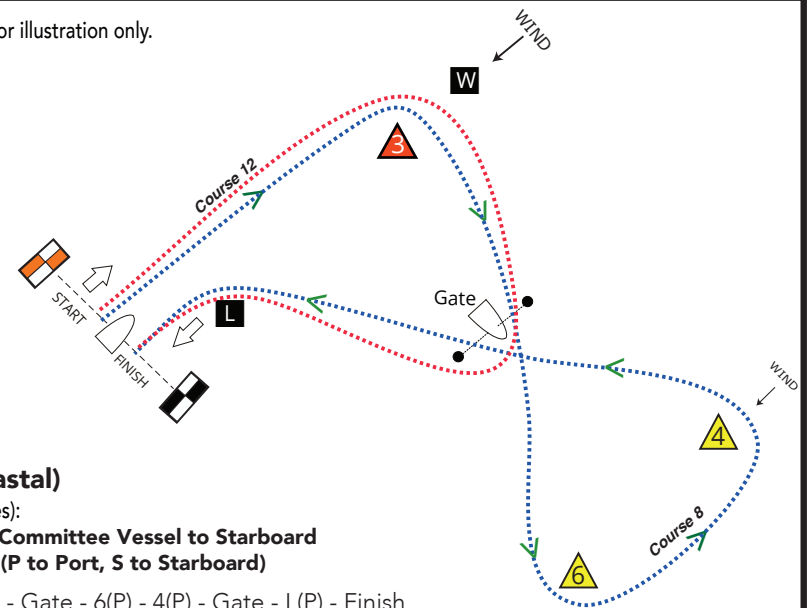 or illustration only.
WIND
W
3
Course 12
START
Gate
L
FINISH
WIND
4
astal)
es):
Committee Vessel to Starboard
(P to Port, S to Starboard)
Course 8
6
- Gate - 6(P) - 4(P) - Gate - L(P) - Finish